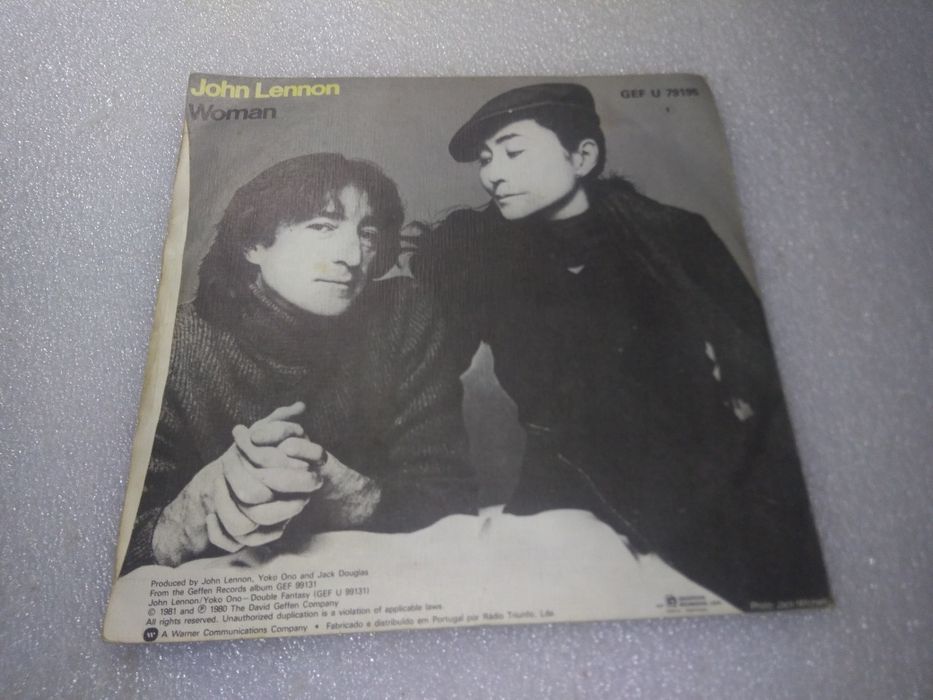 John Lennon
Woman
GEF U 79195
Produced by John Lennon, Yoko Ono and Jack Douglas
From the Geffen Records album GEF 99131
John Lennon/Yoko Ono—Double Fantasy (GEF U 99131)
© 1981 and ℗ 1980 The David Geffen Company
All rights reserved. Unauthorized duplication is a violation of applicable laws.
A Warner Communications Company • Fabricado e distribuído em Portugal por Rádio Triunfo, Lda.